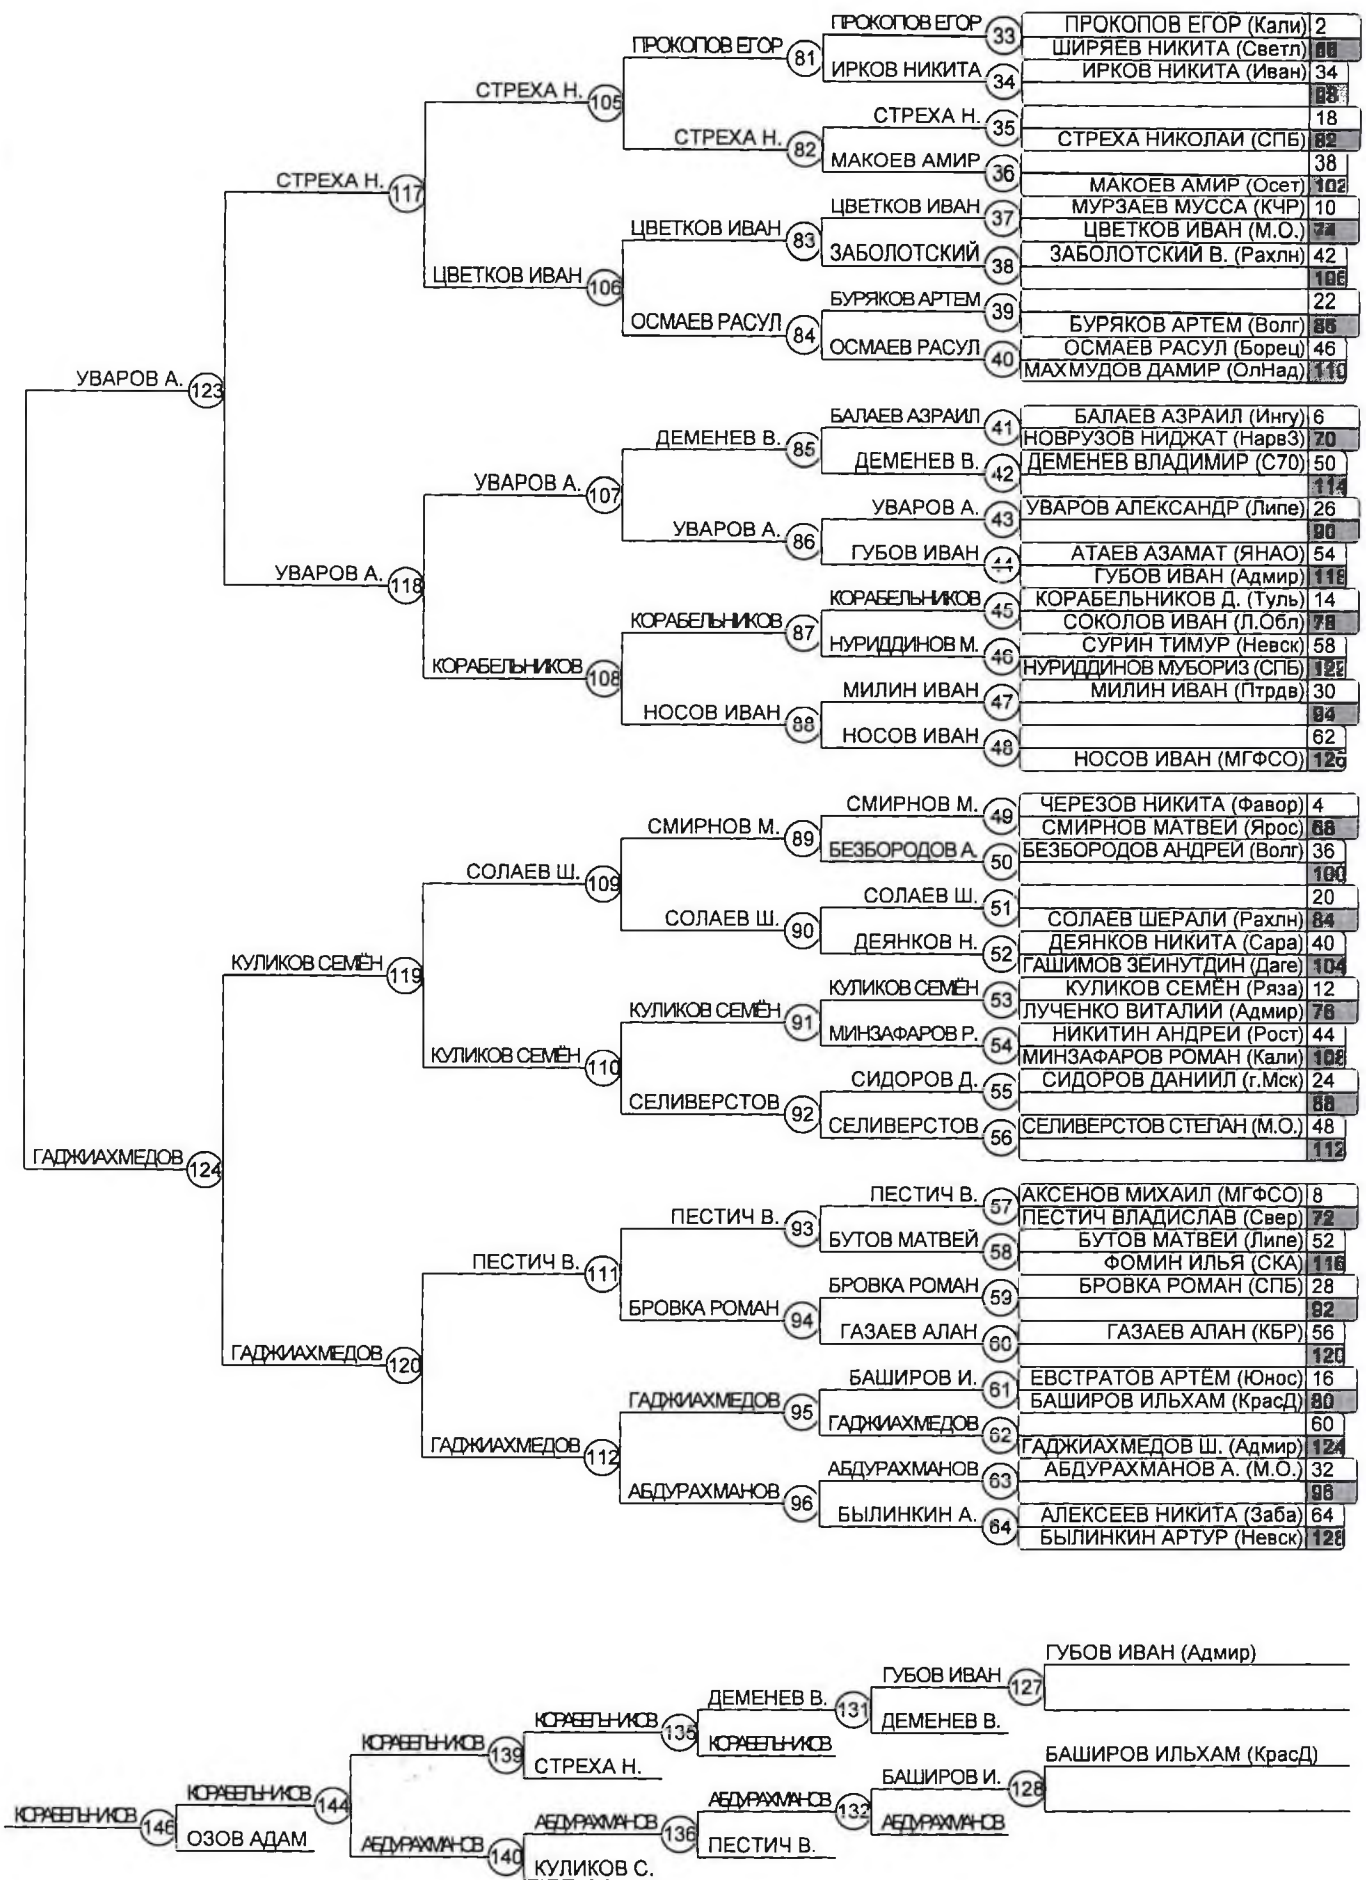 ПРОКОПОВ ЕГОР 33 ПРОКОПОВ ЕГОР (Кали) 2
ПРОКОПОВ ЕГОР 81 ШИРЯЕВ НИКИТА (Светл)
ИРКОВ НИКИТА 34 ИРКОВ НИКИТА (Иван) 34
СТРЕХА Н. 105
СТРЕХА Н. 35 18
СТРЕХА Н. 82 СТРЕХА НИКОЛАЙ (СПБ) 82
МАКОЕВ АМИР 36 38
СТРЕХА Н. 117 МАКОЕВ АМИР (Осет) 102
ЦВЕТКОВ ИВАН 37 МУРЗАЕВ МУССА (КЧР) 10
ЦВЕТКОВ ИВАН 83 ЦВЕТКОВ ИВАН (М.О.) 74
ЗАБОЛОТСКИЙ 38 ЗАБОЛОТСКИЙ В. (Рахлн) 42
ЦВЕТКОВ ИВАН 106 106
БУРЯКОВ АРТЕМ 39 22
ОСМАЕВ РАСУЛ 84 БУРЯКОВ АРТЕМ (Волг) 86
ОСМАЕВ РАСУЛ 40 ОСМАЕВ РАСУЛ (Борец) 46
УВАРОВ А. 123 МАХМУДОВ ДАМИР (ОлНад) 110
БАЛАЕВ АЗРАИЛ 41 БАЛАЕВ АЗРАИЛ (Ингу) 6
ДЕМЕНЕВ В. 85 НОВРУЗОВ НИДЖАТ (НарвЗ) 70
ДЕМЕНЕВ В. 42 ДЕМЕНЕВ ВЛАДИМИР (С70) 50
УВАРОВ А. 107 114
УВАРОВ А. 43 УВАРОВ АЛЕКСАНДР (Липе) 26
УВАРОВ А. 86 90
ГУБОВ ИВАН 44 АТАЕВ АЗАМАТ (ЯНАО) 54
УВАРОВ А. 118 ГУБОВ ИВАН (Адмир) 118
КОРАБЕЛЬНИКОВ 45 КОРАБЕЛЬНИКОВ Д. (Туль) 14
КОРАБЕЛЬНИКОВ 87 СОКОЛОВ ИВАН (Л.Обл) 78
НУРИДДИНОВ М. 46 СУРИН ТИМУР (Невск) 58
КОРАБЕЛЬНИКОВ 108 НУРИДДИНОВ МУБОРИЗ (СПБ) 122
МИЛИН ИВАН 47 МИЛИН ИВАН (Птрдв) 30
НОСОВ ИВАН 88 94
НОСОВ ИВАН 48 62
НОСОВ ИВАН (МГФСО) 126
СМИРНОВ М. 49 ЧЕРЕЗОВ НИКИТА (Фавор) 4
СМИРНОВ М. 89 СМИРНОВ МАТВЕЙ (Ярос) 68
БЕЗБОРОДОВ А. 50 БЕЗБОРОДОВ АНДРЕЙ (Волг) 36
СОЛАЕВ Ш. 109 100
СОЛАЕВ Ш. 51 20
СОЛАЕВ Ш. 90 СОЛАЕВ ШЕРАЛИ (Рахлн) 84
ДЕЯНКОВ Н. 52 ДЕЯНКОВ НИКИТА (Сара) 40
КУЛИКОВ СЕМЁН 119 ГАШИМОВ ЗЕЙНУТДИН (Даге) 104
КУЛИКОВ СЕМЁН 53 КУЛИКОВ СЕМЁН (Ряза) 12
КУЛИКОВ СЕМЁН 91 ЛУЧЕНКО ВИТАЛИЙ (Адмир) 76
МИНЗАФАРОВ Р. 54 НИКИТИН АНДРЕЙ (Рост) 44
КУЛИКОВ СЕМЁН 110 МИНЗАФАРОВ РОМАН (Кали) 108
СИДОРОВ Д. 55 СИДОРОВ ДАНИИЛ (г.Мск) 24
СЕЛИВЕРСТОВ 92 88
СЕЛИВЕРСТОВ 56 СЕЛИВЕРСТОВ СТЕПАН (М.О.) 48
ГАДЖИАХМЕДОВ 124 112
ПЕСТИЧ В. 57 АКСЕНОВ МИХАИЛ (МГФСО) 8
ПЕСТИЧ В. 93 ПЕСТИЧ ВЛАДИСЛАВ (Свер) 72
БУТОВ МАТВЕЙ 58 БУТОВ МАТВЕЙ (Липе) 52
ПЕСТИЧ В. 111 ФОМИН ИЛЬЯ (СКА) 116
БРОВКА РОМАН 59 БРОВКА РОМАН (СПБ) 28
БРОВКА РОМАН 94 92
ГАЗАЕВ АЛАН 60 ГАЗАЕВ АЛАН (КБР) 56
ГАДЖИАХМЕДОВ 120 120
БАШИРОВ И. 61 ЕВСТРАТОВ АРТЁМ (Юнос) 16
ГАДЖИАХМЕДОВ 95 БАШИРОВ ИЛЬХАМ (КрасД) 80
ГАДЖИАХМЕДОВ 62 60
ГАДЖИАХМЕДОВ 112 ГАДЖИАХМЕДОВ Ш. (Адмир) 124
АБДУРАХМАНОВ 63 АБДУРАХМАНОВ А. (М.О.) 32
АБДУРАХМАНОВ 96 96
БЫЛИНКИН А. 64 АЛЕКСЕЕВ НИКИТА (Заба) 64
БЫЛИНКИН АРТУР (Невск) 128
ГУБОВ ИВАН (Адмир)
ГУБОВ ИВАН 127
ДЕМЕНЕВ В. 131
КОРАБЕЛЬНИКОВ 135 ДЕМЕНЕВ В.
КОРАБЕЛЬНИКОВ 139 КОРАБЕЛЬНИКОВ
СТРЕХА Н. БАШИРОВ ИЛЬХАМ (КрасД)
БАШИРОВ И. 128
КОРАБЕЛЬНИКОВ 144 АБДУРАХМАНОВ 132
КОРАБЕЛЬНИКОВ 146 АБДУРАХМАНОВ 136 АБДУРАХМАНОВ
ОЗОВ АДАМ АБДУРАХМАНОВ 140 ПЕСТИЧ В.
КУЛИКОВ С.